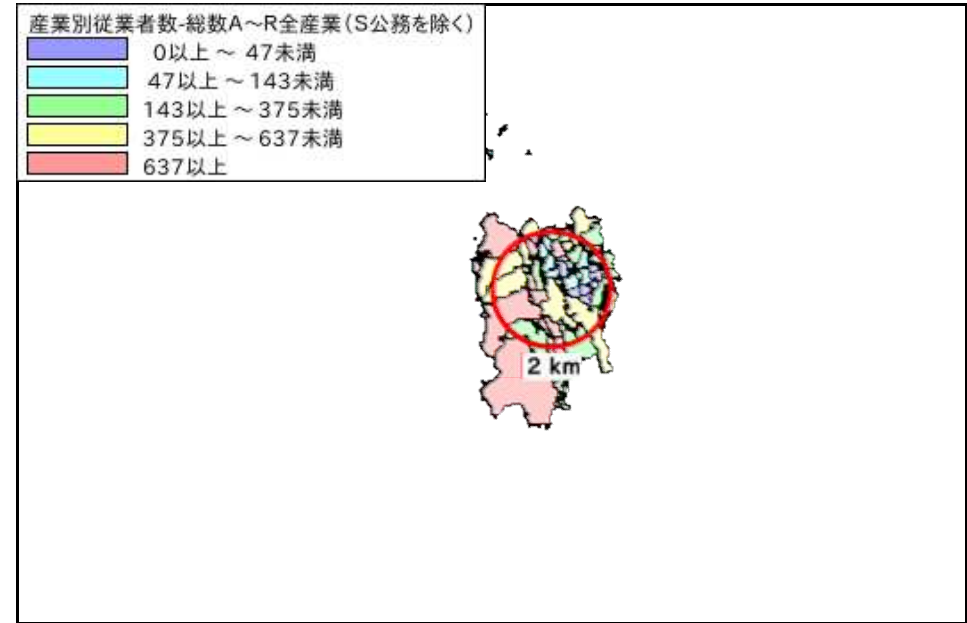 産業別従業者数-総数A～R全産業(S公務を除く)
0以上 ～ 47未満
47以上 ～ 143未満
143以上 ～ 375未満
375以上 ～ 637未満
637以上
2 km